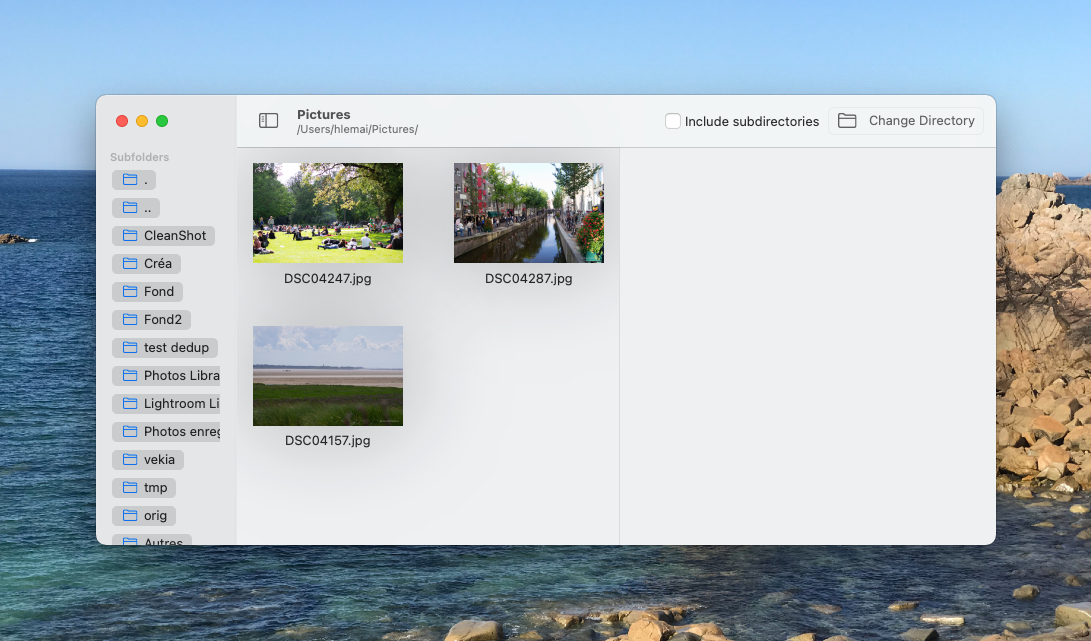 Pictures
/Users/hlemai/Pictures/
Include subdirectories
Change Directory
Subfolders
.
..
CleanShot
Créa
Fond
Fond2
test dedup
Photos Libra
Lightroom Li
Photos enreg
vekia
tmp
orig
Autres
DSC04247.jpg
DSC04287.jpg
DSC04157.jpg